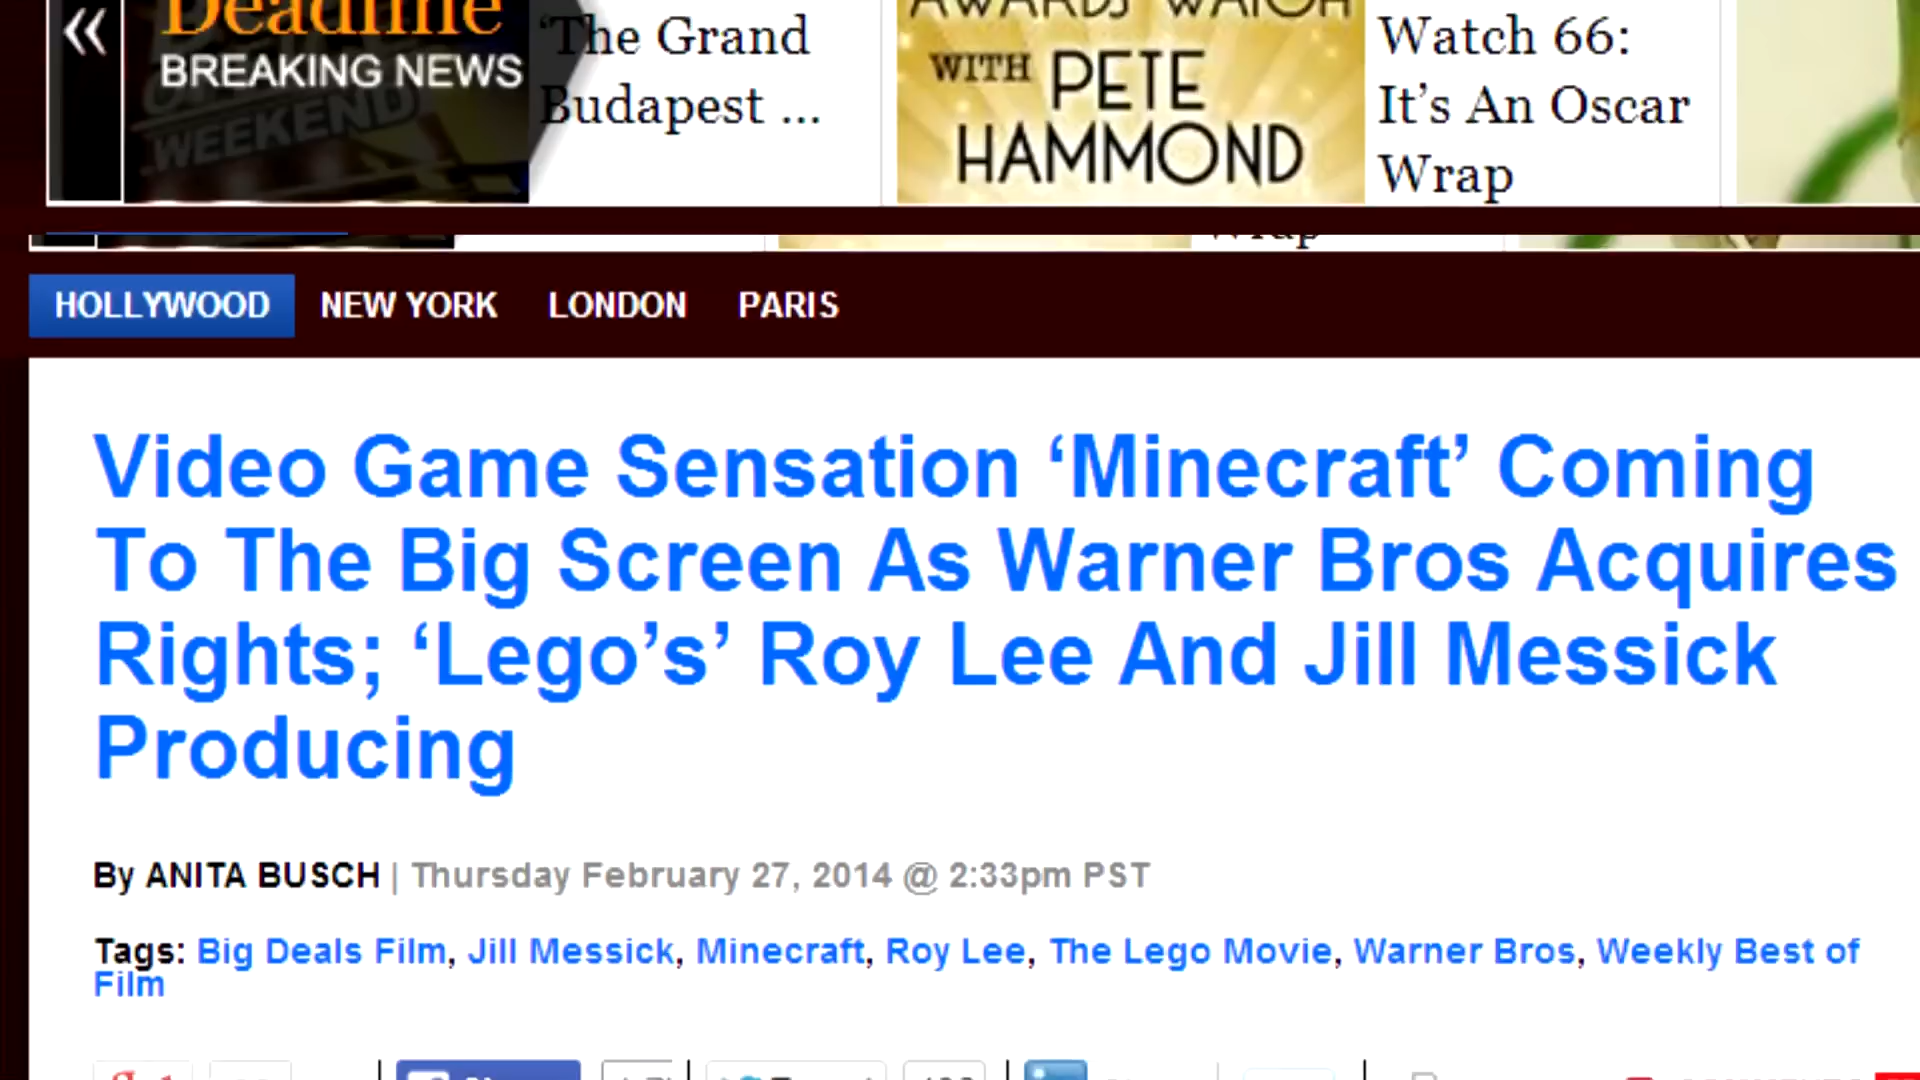 «
Deadline
BREAKING NEWS
WEEKEND
‘The Grand
Budapest ...
AWARDS WATCH
WITH PETE
HAMMOND
Watch 66:
It’s An Oscar
Wrap
Wrap
HOLLYWOOD NEW YORK LONDON PARIS
Video Game Sensation ‘Minecraft’ Coming
To The Big Screen As Warner Bros Acquires
Rights; ‘Lego’s’ Roy Lee And Jill Messick
Producing
By ANITA BUSCH | Thursday February 27, 2014 @ 2:33pm PST
Tags: Big Deals Film, Jill Messick, Minecraft, Roy Lee, The Lego Movie, Warner Bros, Weekly Best of
Film